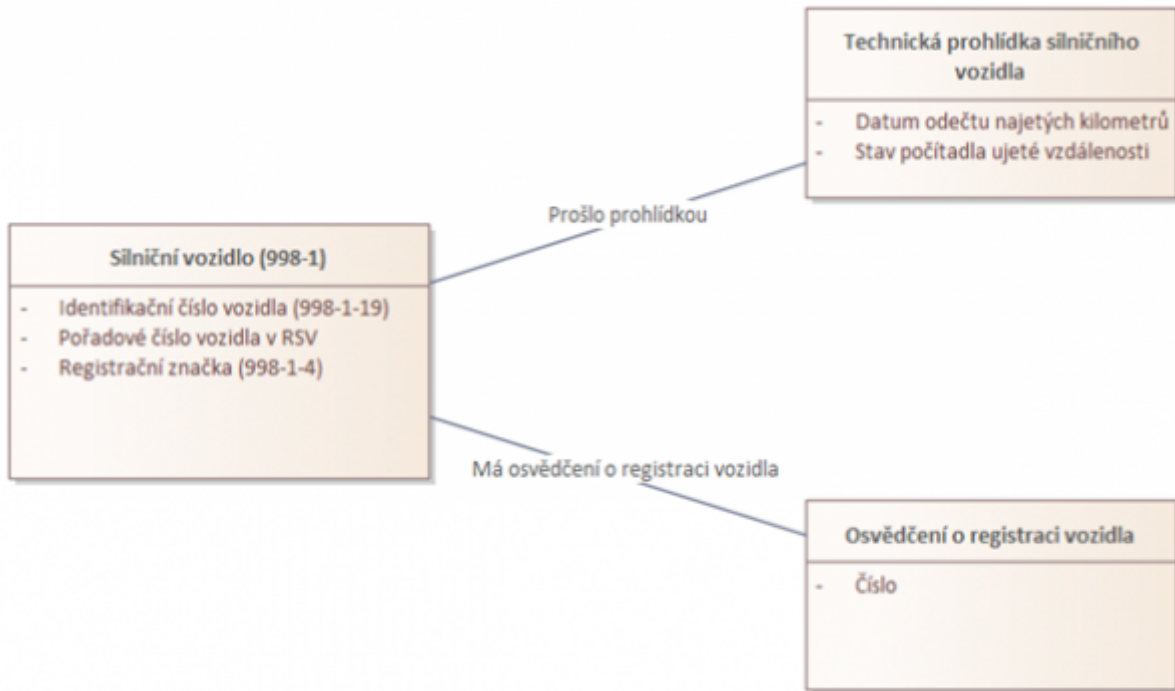 Technická prohlídka silničního
vozidla
- Datum odečtu najetých kilometrů
- Stav počítadla ujeté vzdálenosti
Prošlo prohlídkou
Silniční vozidlo (998-1)
- Identifikační číslo vozidla (998-1-19)
- Pořadové číslo vozidla v RSV
- Registrační značka (998-1-4)
Má osvědčení o registraci vozidla
Osvědčení o registraci vozidla
- Číslo